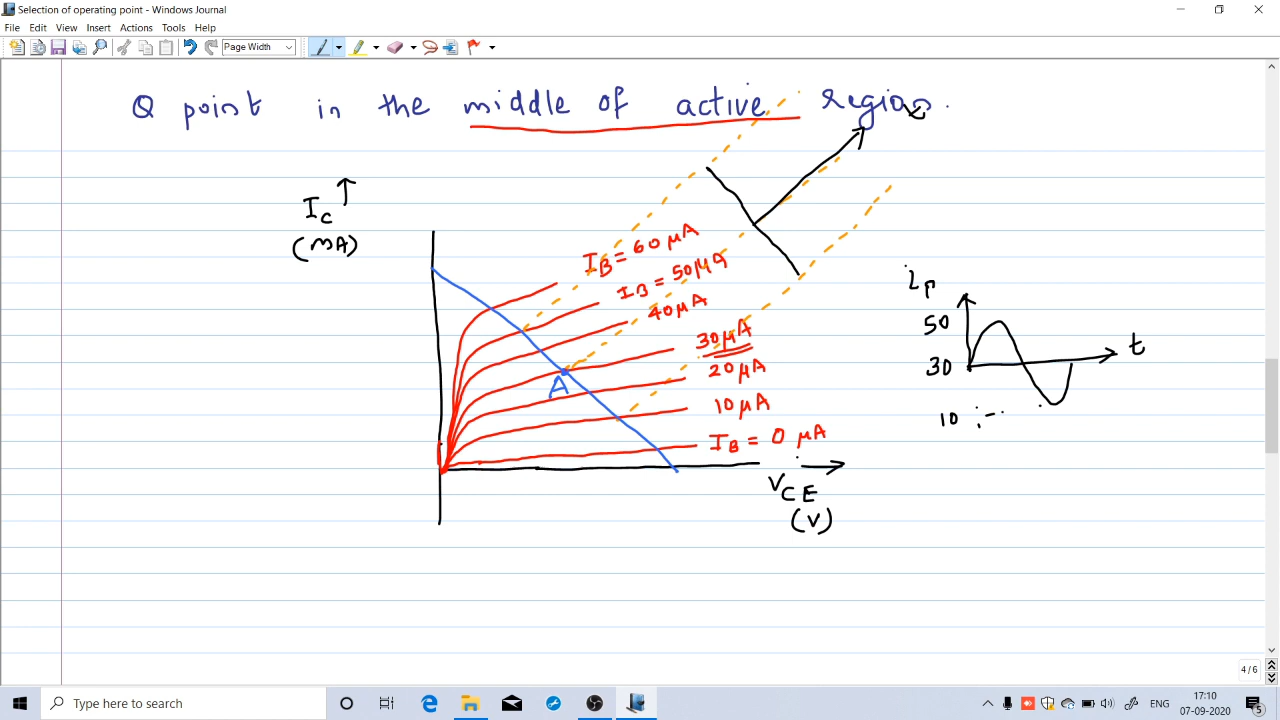 Selection of operating point - Windows Journal
File Edit View Insert Actions Tools Help
Page Width
Q point in the middle of active region.
Ic ↑
(mA)
IB = 60 μA
IB = 50 μA
40 μA
30 μA
20 μA
10 μA
IB = 0 μA
A
VCE
(V)
50
30
10
t
4 / 6
Type here to search
ENG
17:10
07-09-2020
5